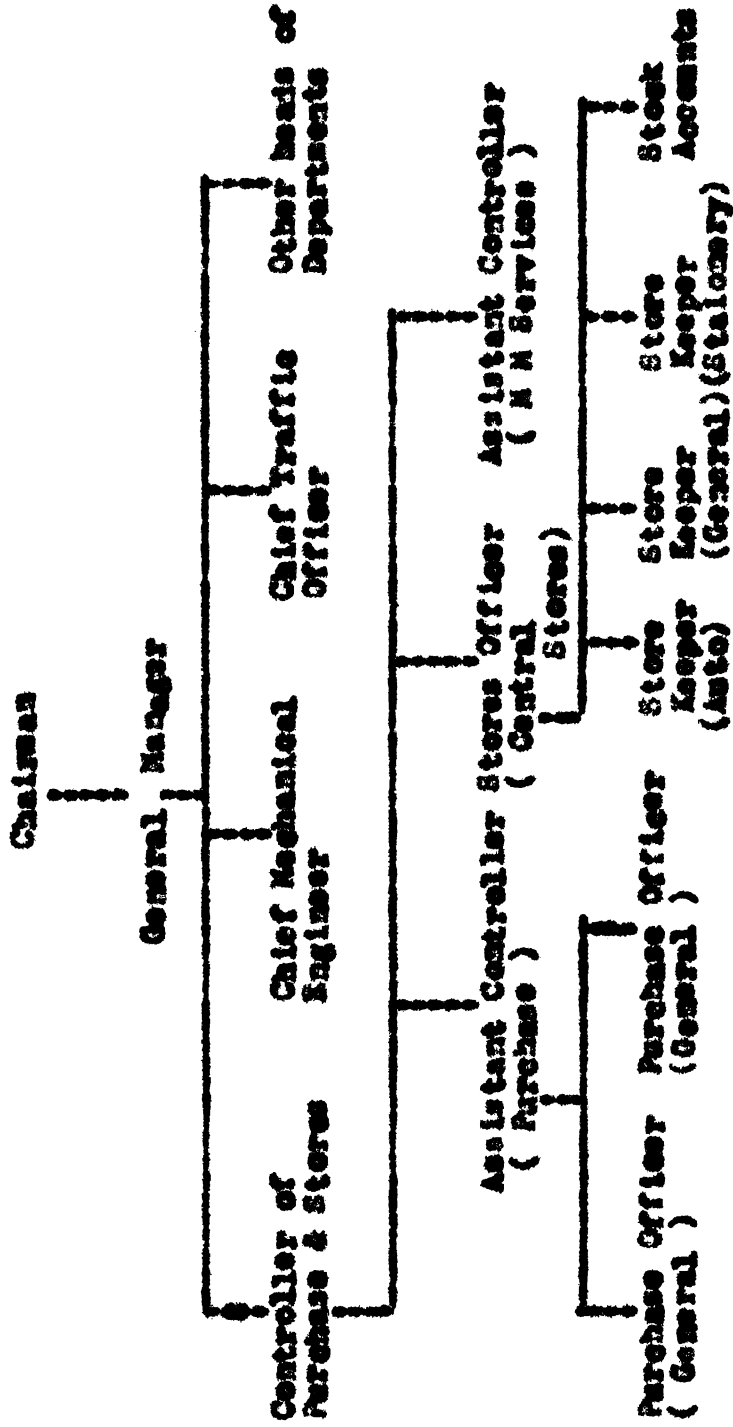 Chairman
General Manager
Controller of
Purchase & Stores
Chief Mechanical
Engineer
Chief Traffic
Officer
Other heads of
Departments
Assistant Controller
( Purchase )
Stores Officer
( Central
Stores)
Assistant Controller
( M M Services )
Purchase Officer
( General )
Purchase Officer
(General )
Store
Keeper
(Auto)
Store
Keeper
(General)
Store
Keeper
(Stalonery)
Stock
Accounts